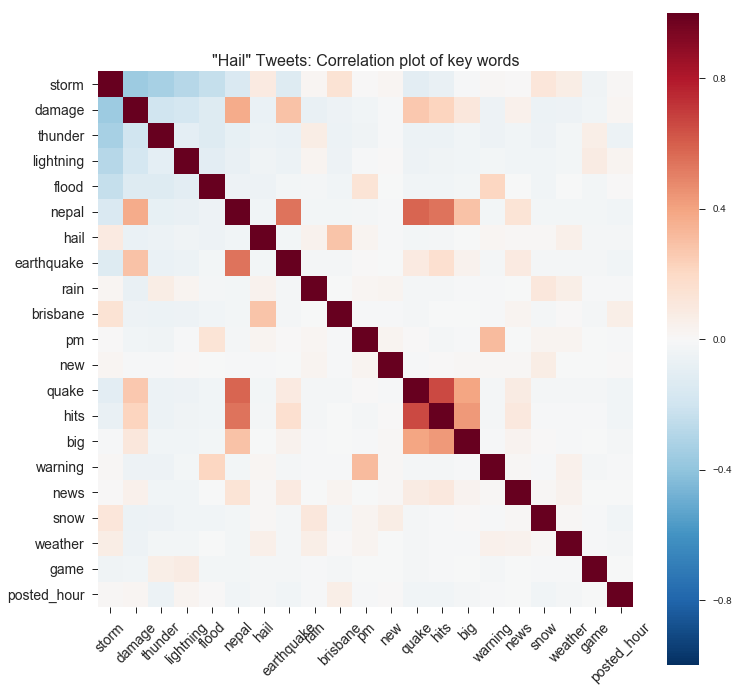 "Hail" Tweets: Correlation plot of key words
storm
damage
thunder
lightning
flood
nepal
hail
earthquake
rain
brisbane
pm
new
quake
hits
big
warning
news
snow
weather
game
posted_hour
storm
damage
thunder
lightning
flood
nepal
hail
earthquake
rain
brisbane
pm
new
quake
hits
big
warning
news
snow
weather
game
posted_hour
0.8
0.4
0.0
−0.4
−0.8